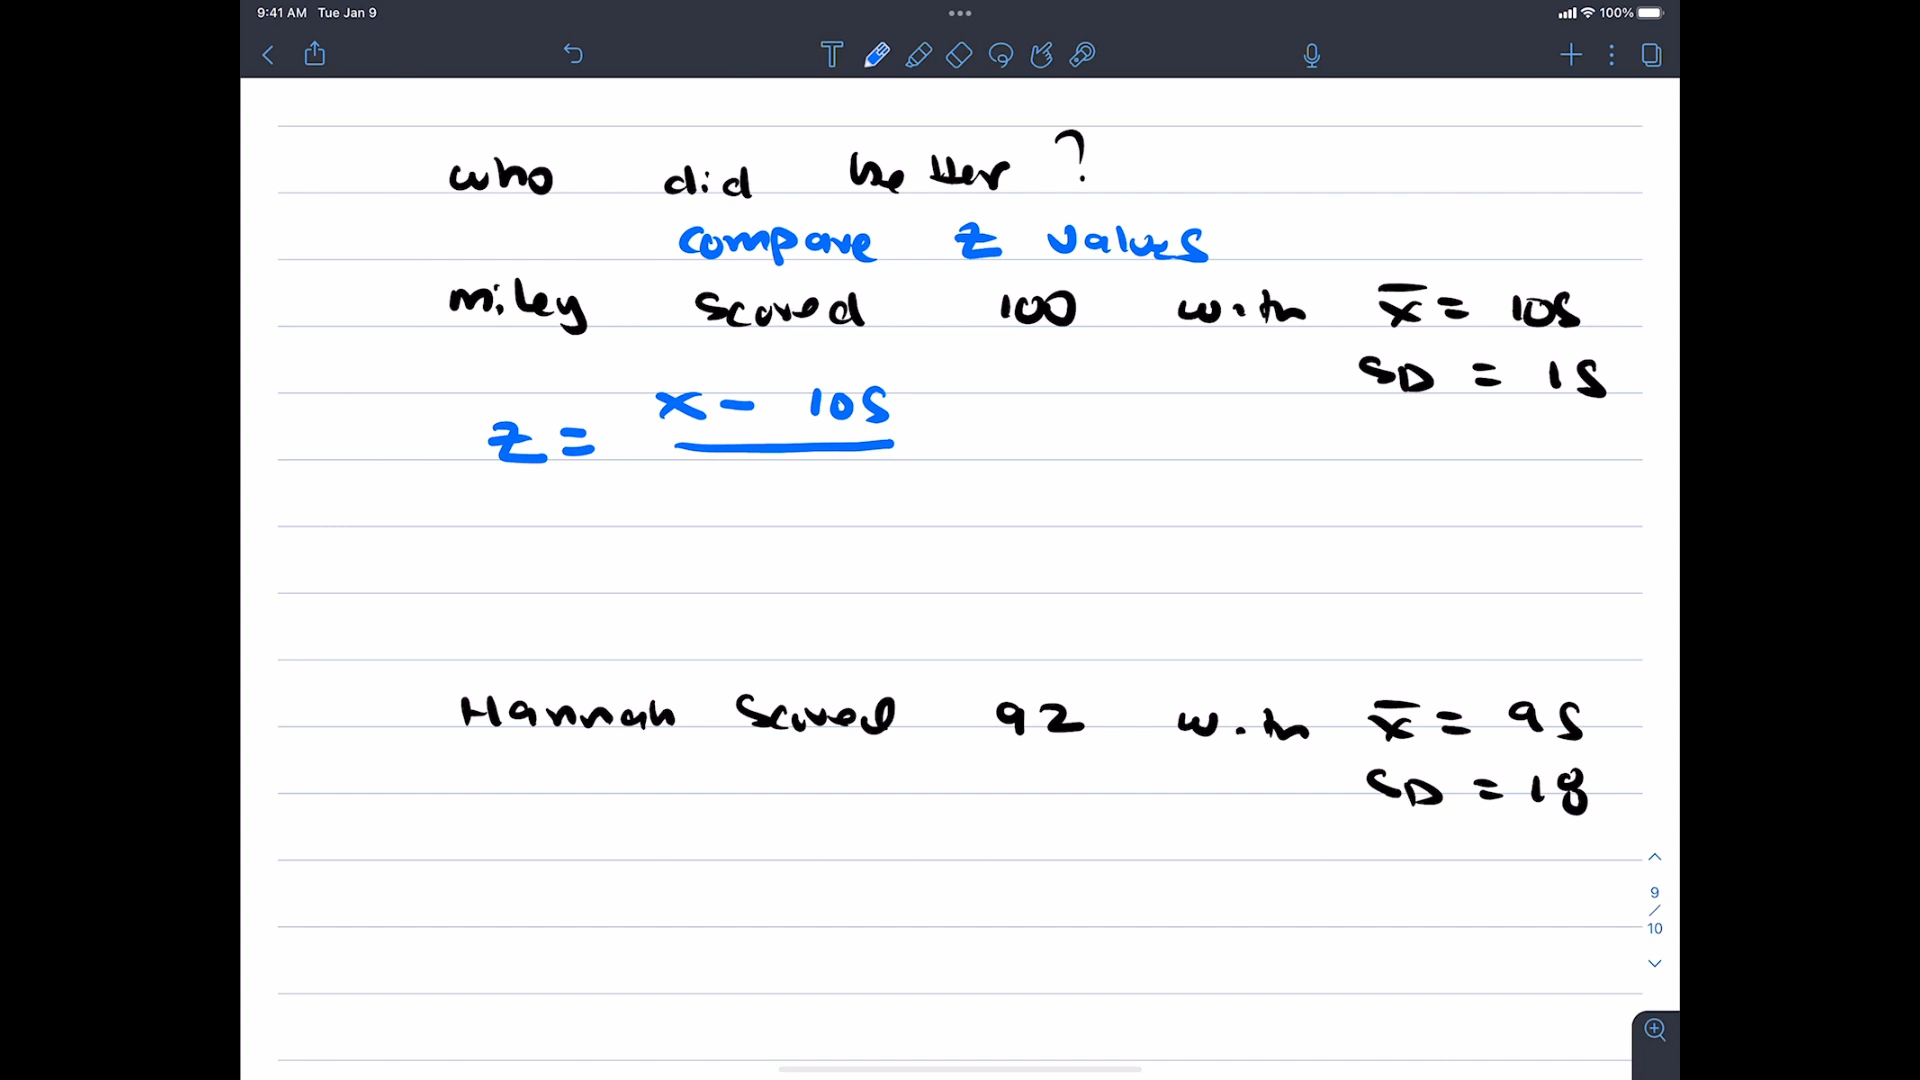 9:41 AM Tue Jan 9
100%
who did better?
compare z values
miley scored 100 with x̄ = 105
SD = 15
x - 105
z =
Hannah scored 92 with x̄ = 95
SD = 18
9
/
10